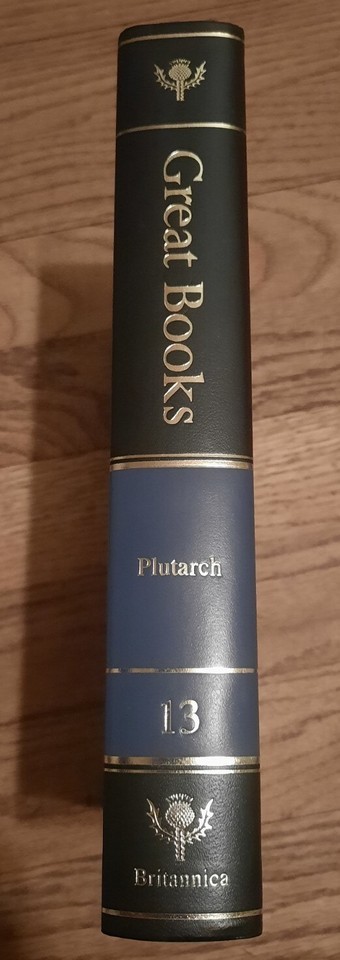 Great Books
Plutarch
13
Britannica